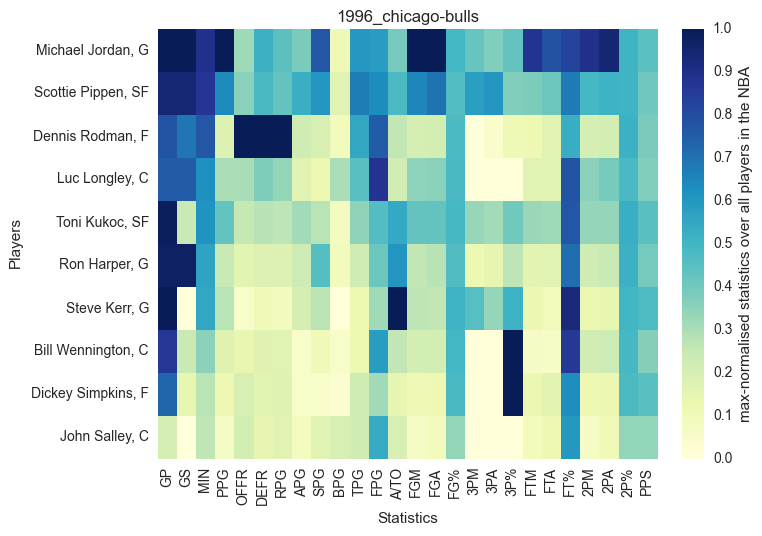 1996_chicago-bulls
Players
Michael Jordan, G
Scottie Pippen, SF
Dennis Rodman, F
Luc Longley, C
Toni Kukoc, SF
Ron Harper, G
Steve Kerr, G
Bill Wennington, C
Dickey Simpkins, F
John Salley, C
GP GS MIN PPG OFFR DEFR RPG APG SPG BPG TPG FPG A/TO FGM FGA FG% 3PM 3PA 3P% FTM FTA FT% 2PM 2PA 2P% PPS
Statistics
1.0
0.9
0.8
0.7
0.6
0.5
0.4
0.3
0.2
0.1
0.0
max-normalised statistics over all players in the NBA